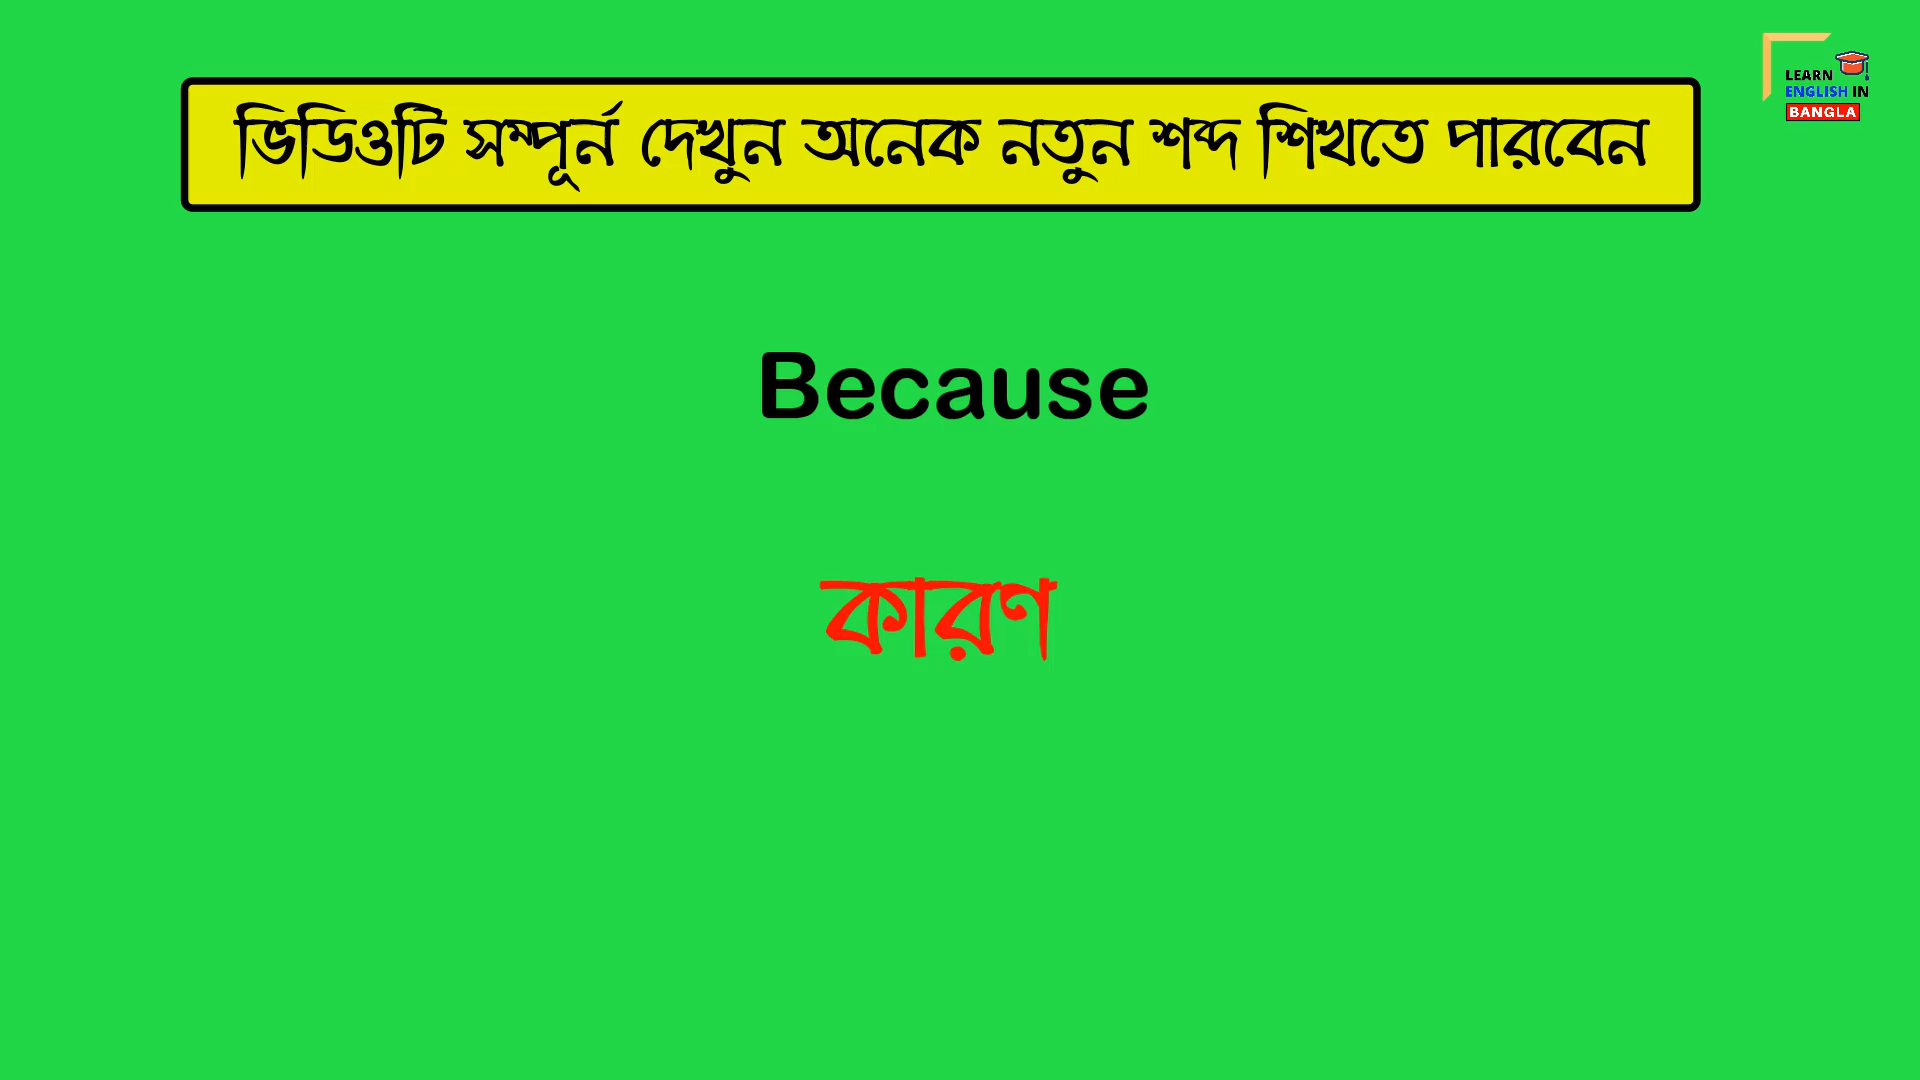 ভিডিওটি সম্পূর্ন দেখুন অনেক নতুন শব্দ শিখতে পারবেন
LEARN
ENGLISH IN
BANGLA
Because
কারণ